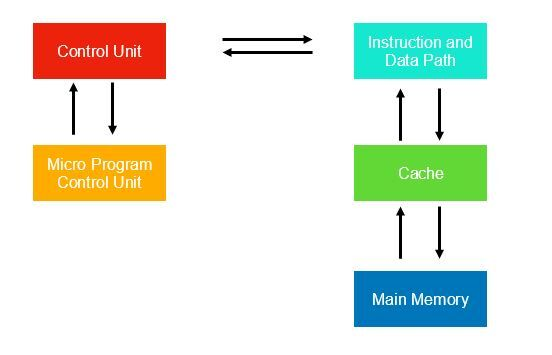 Control Unit
Instruction and
Data Path
Micro Program
Control Unit
Cache
Main Memory